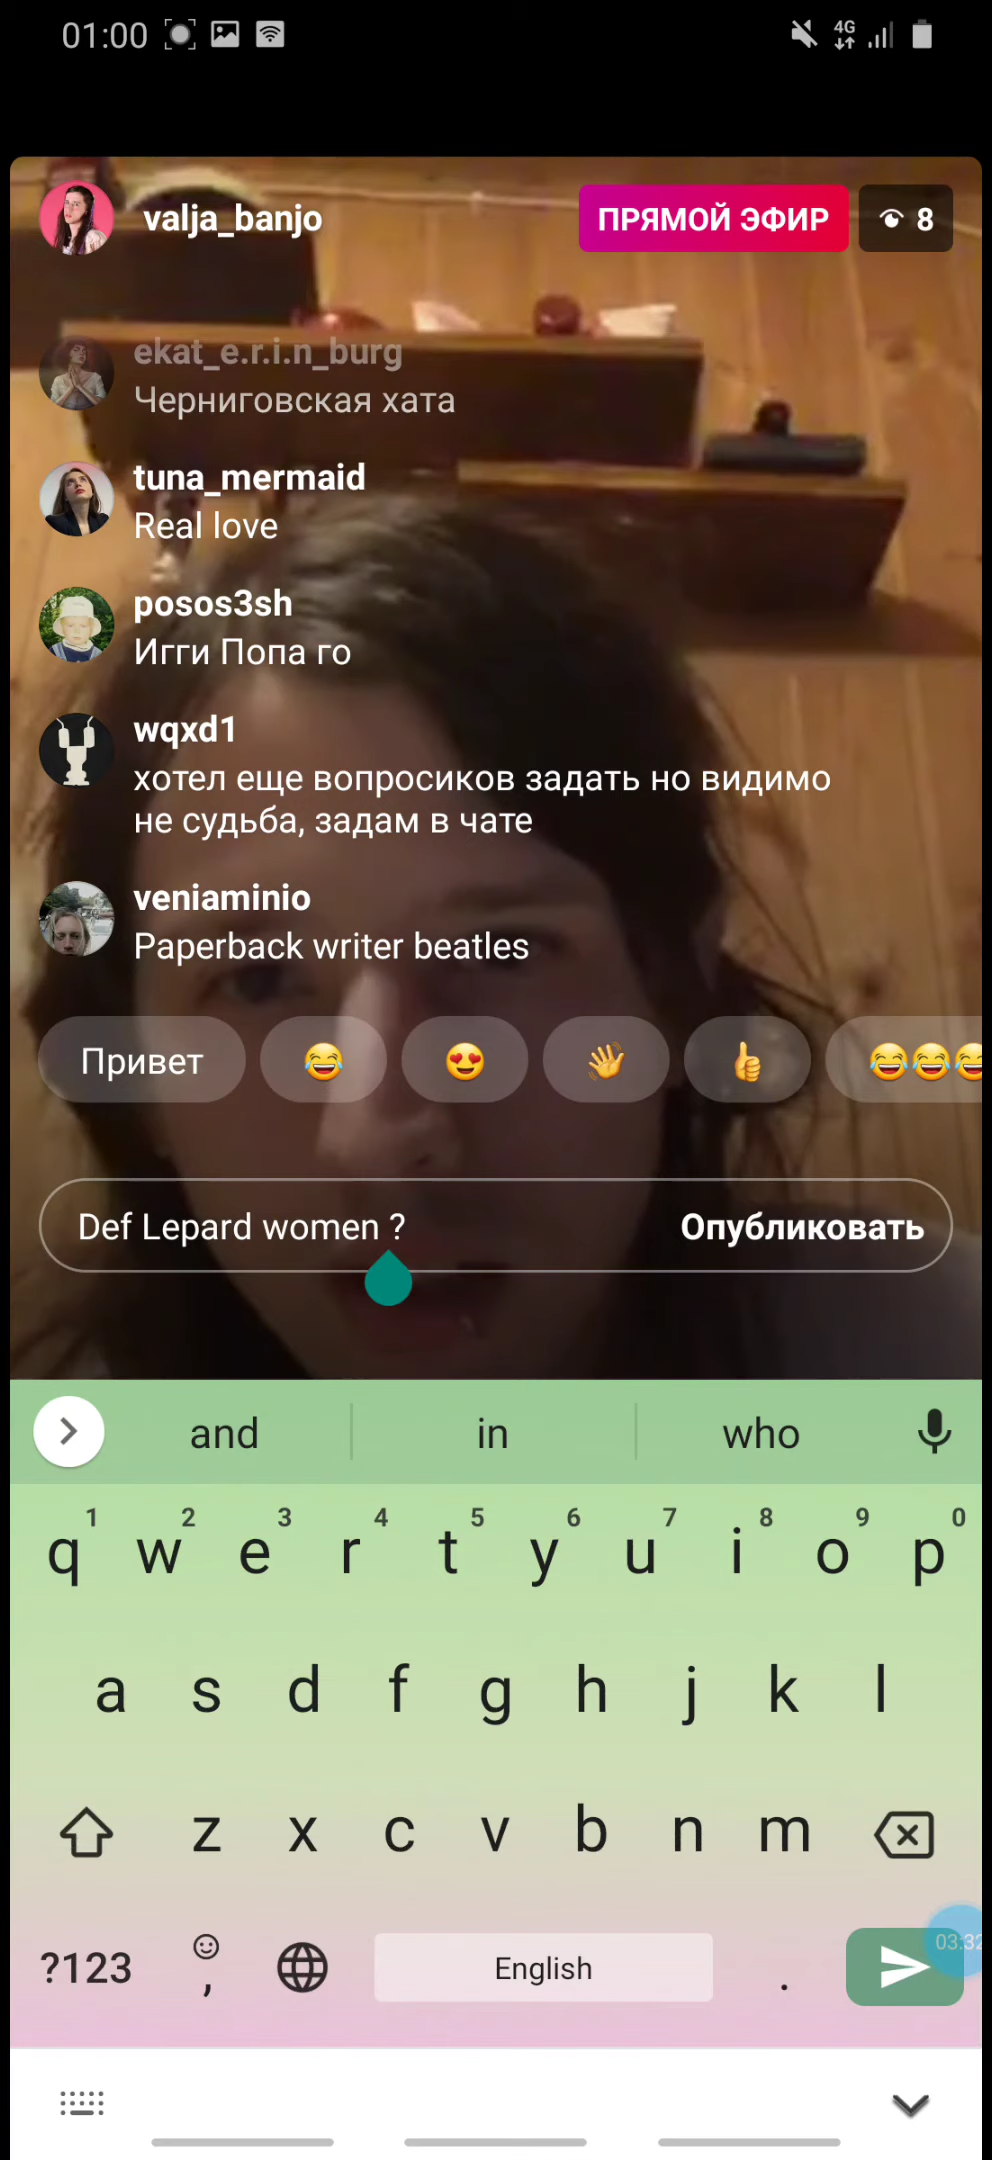 01:00
4G
valja_banjo
ПРЯМОЙ ЭФИР
8
ekat_e.r.i.n_burg
Черниговская хата
tuna_mermaid
Real love
posos3sh
Игги Попа го
wqxd1
хотел еще вопросиков задать но видимо
не судьба, задам в чате
veniaminio
Paperback writer beatles
Привет
Def Lepard women ?
Опубликовать
and in who
1 2 3 4 5 6 7 8 9 0
q w e r t y u i o p
a s d f g h j k l
z x c v b n m
?123 , English .
03:32